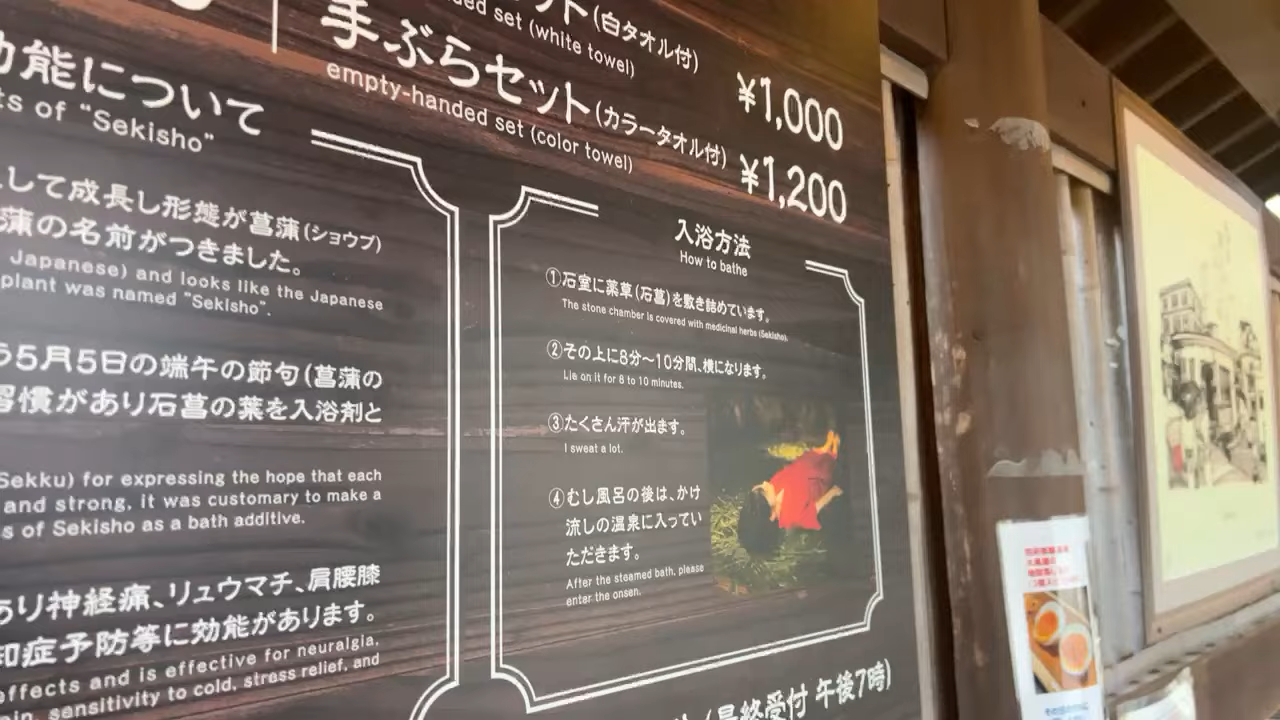 セット(白タオル付)
set (white towel)
¥1,000
手ぶらセット(カラータオル付)
empty-handed set (color towel)
¥1,200
効能について
of “Sekisho”
して成長し形態が菖蒲(ショウブ)
蒲の名前がつきました。
Japanese) and looks like the Japanese
plant was named “Sekisho”.
5月5日の端午の節句(菖蒲の
習慣があり石菖の葉を入浴剤と
Sekku) for expressing the hope that each
and strong, it was customary to make a
of Sekisho as a bath additive.
あり神経痛、リュウマチ、肩腰膝
知症予防等に効能があります。
effects and is effective for neuralgia,
sensitivity to cold, stress relief, and
入浴方法
How to bathe
①石室に薬草(石菖)を敷き詰めています。
The stone chamber is covered with medicinal herbs (Sekisho).
②その上に8分〜10分間、横になります。
Lie on it for 8 to 10 minutes.
③たくさん汗が出ます。
I sweat a lot.
④むし風呂の後は、かけ
流しの温泉に入ってい
ただきます。
After the steamed bath, please
enter the onsen.
(最終受付 午後7時)